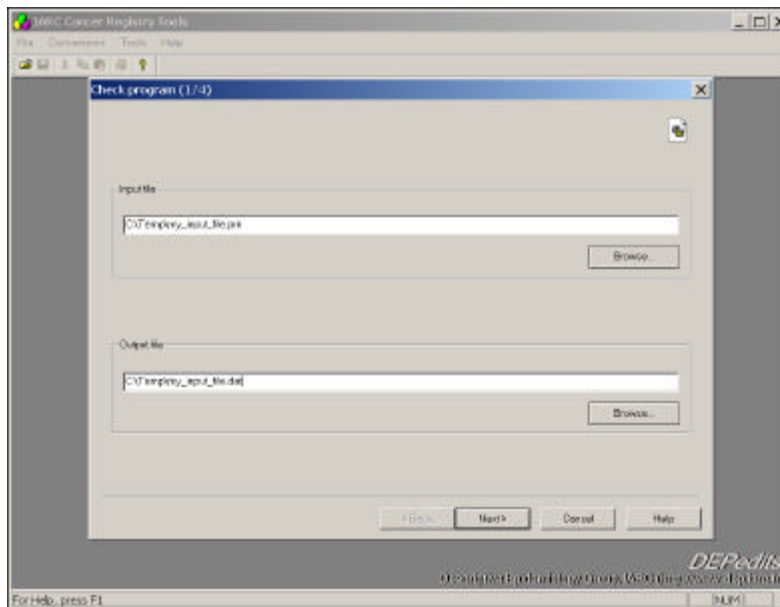 IARC Cancer Registry Tools
File Conversions Tools Help
Check program (1/4)
Input file
C:\Temp\my_input_file.prn
Browse...
Output file
C:\Temp\my_input_file.dat
Browse...
< Back Next > Cancel Help
DEPedits
For Help, press F1 NUM